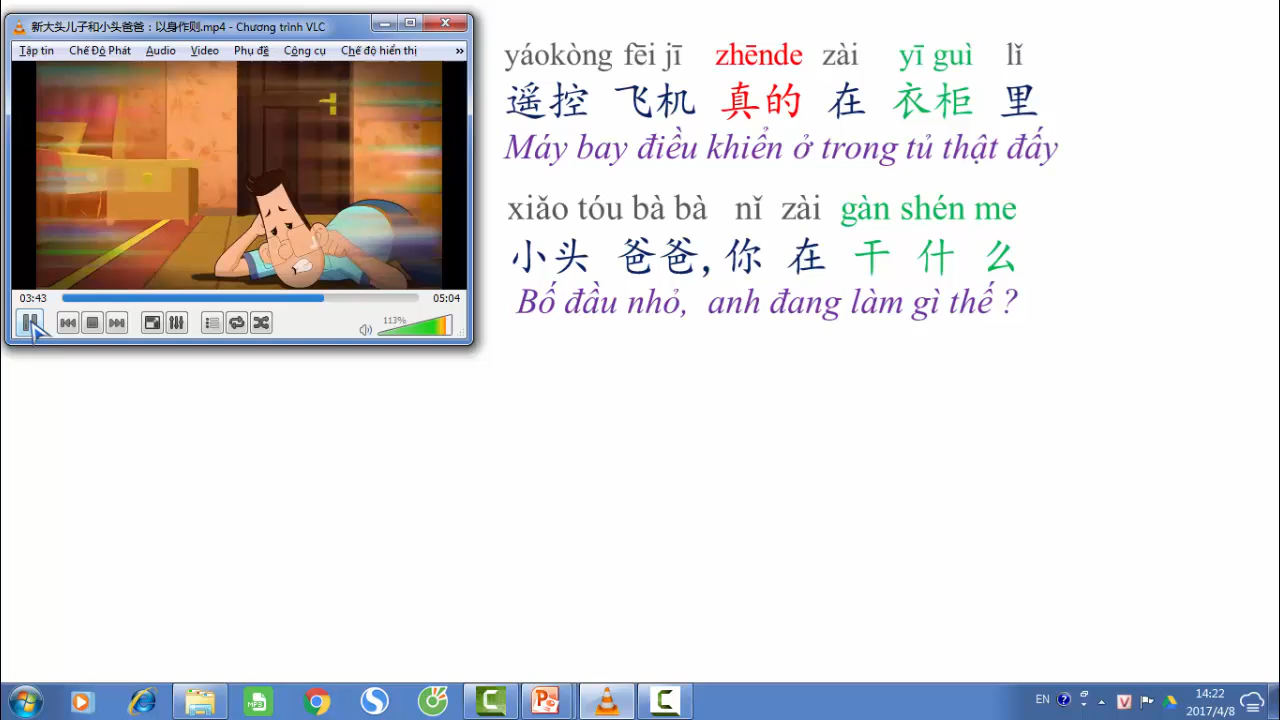 新大头儿子和小头爸爸：以身作则.mp4 - Chương trình VLC
Tập tin Chế Độ Phát Audio Video Phụ đề Công cụ Chế độ hiển thị »
03:43 05:04
113%
yáokòng fēi jī zhēnde zài yī guì lǐ
遥控 飞机 真的 在 衣柜 里
Máy bay điều khiển ở trong tủ thật đấy
xiǎo tóu bà bà nǐ zài gàn shén me
小头 爸爸, 你 在 干 什 么
Bố đầu nhỏ, anh đang làm gì thế ?
EN
14:22
2017/4/8